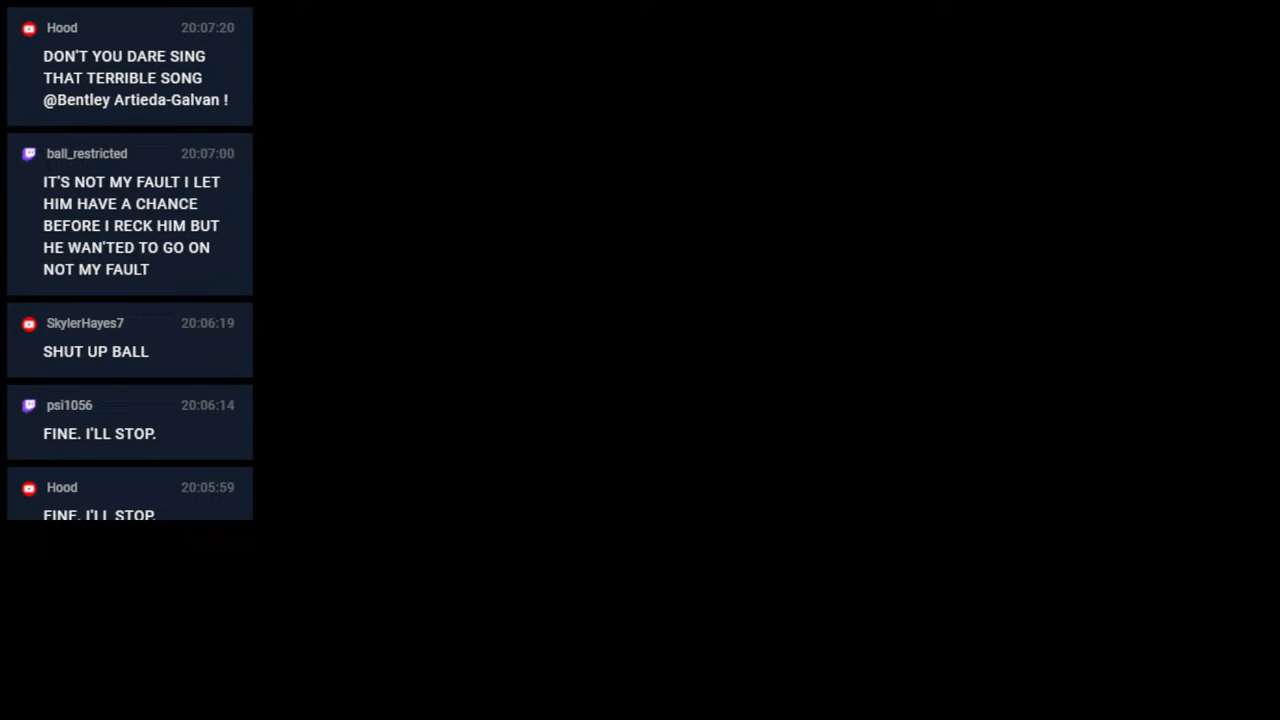 Hood 20:07:20
DON'T YOU DARE SING
THAT TERRIBLE SONG
@Bentley Artieda-Galvan !
ball_restricted 20:07:00
IT'S NOT MY FAULT I LET
HIM HAVE A CHANCE
BEFORE I RECK HIM BUT
HE WAN'TED TO GO ON
NOT MY FAULT
SkylerHayes7 20:06:19
SHUT UP BALL
psi1056 20:06:14
FINE. I'LL STOP.
Hood 20:05:59
FINE. I'LL STOP.